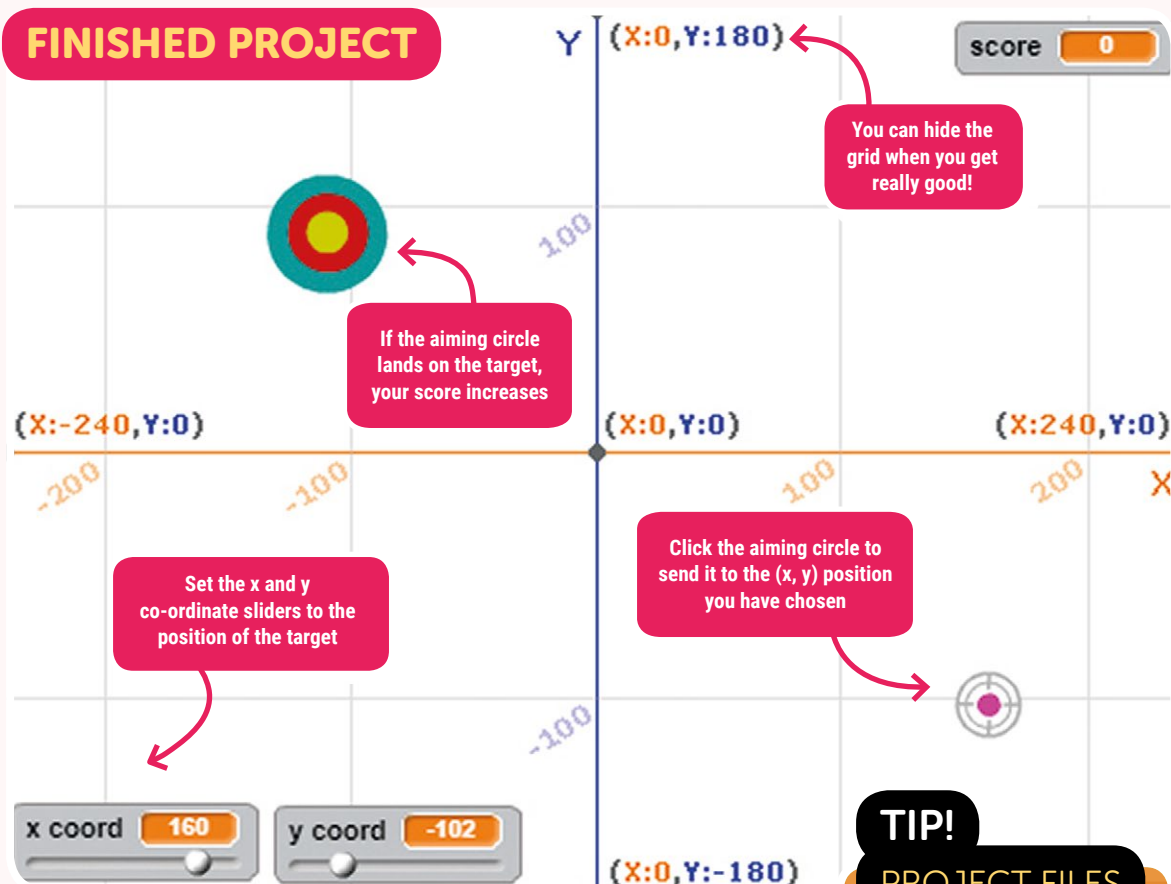 FINISHED PROJECT
Y
(X:0,Y:180)
score 0
You can hide the
grid when you get
really good!
100
If the aiming circle
lands on the target,
your score increases
(X:-240,Y:0)
(X:0,Y:0)
(X:240,Y:0)
-200
-100
100
200
X
Set the x and y
co-ordinate sliders to the
position of the target
Click the aiming circle to
send it to the (x, y) position
you have chosen
-100
x coord 160
y coord -102
(X:0,Y:-180)
TIP!
PROJECT FILES